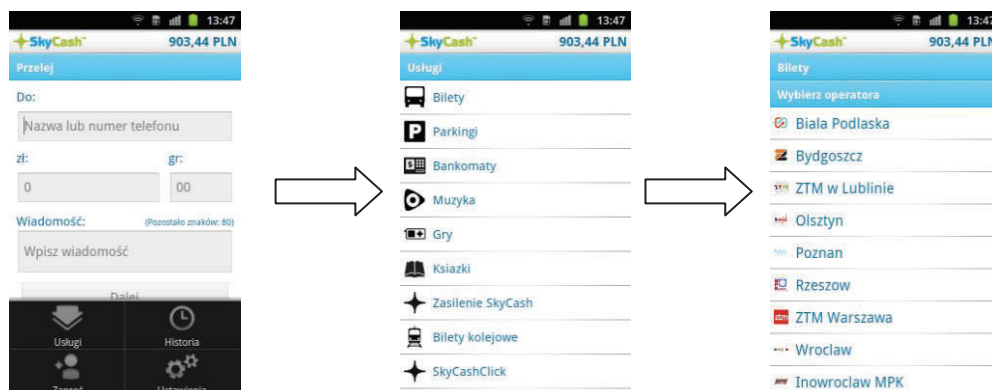 13:47
SkyCash
903,44 PLN
Przelej
Do:
Nazwa lub numer telefonu
zł:
gr:
0
00
Wiadomość:
(Pozostało znaków: 80)
Wpisz wiadomość
Dalej
Usługi
Historia
Zaproś
Ustawienia
13:47
SkyCash
903,44 PLN
Usługi
Bilety
Parkingi
Bankomaty
Muzyka
Gry
Ksiazki
Zasilenie SkyCash
Bilety kolejowe
SkyCashClick
13:47
SkyCash
903,44 PLN
Bilety
Wybierz operatora
Biala Podlaska
Bydgoszcz
ZTM w Lublinie
Olsztyn
Poznan
Rzeszow
ztm ZTM Warszawa
Wroclaw
Inowroclaw MPK